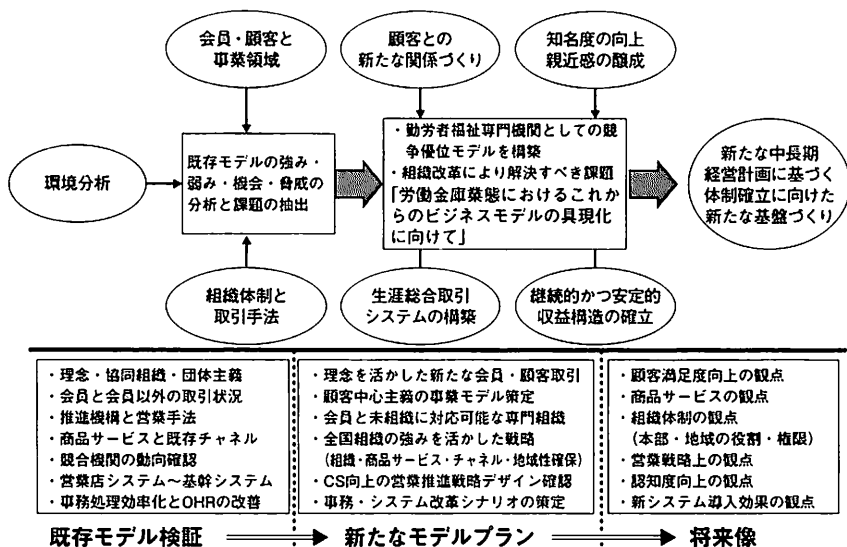 会員・顧客と
事業領域
顧客との
新たな関係づくり
知名度の向上
親近感の醸成
環境分析
既存モデルの強み・
弱み・機会・脅威の
分析と課題の抽出
・勤労者福祉専門機関としての競
争優位モデルを構築
・組織改革により解決すべき課題
「労働金庫業態におけるこれか
らのビジネスモデルの具現化
に向けて」
新たな中長期
経営計画に基づく
体制確立に向けた
新たな基盤づくり
組織体制と
取引手法
生涯総合取引
システムの構築
継続的かつ安定的
収益構造の確立
・理念・協同組織・団体主義
・会員と会員以外の取引状況
・推進機構と営業手法
・商品サービスと既存チャネル
・競合機関の動向確認
・営業店システム〜基幹システム
・事務処理効率化とOHRの改善
・理念を活かした新たな会員・顧客取引
・顧客中心主義の事業モデル策定
・会員と未組織に対応可能な専門組織
・全国組織の強みを活かした戦略
(組織・商品サービス・チャネル・地域性確保)
・CS向上の営業推進戦略デザイン確認
・事務・システム改革シナリオの策定
・顧客満足度向上の観点
・商品サービスの観点
・組織体制の観点
(本部・地域の役割・権限)
・営業戦略上の観点
・認知度向上の観点
・新システム導入効果の観点
既存モデル検証
新たなモデルプラン
将来像